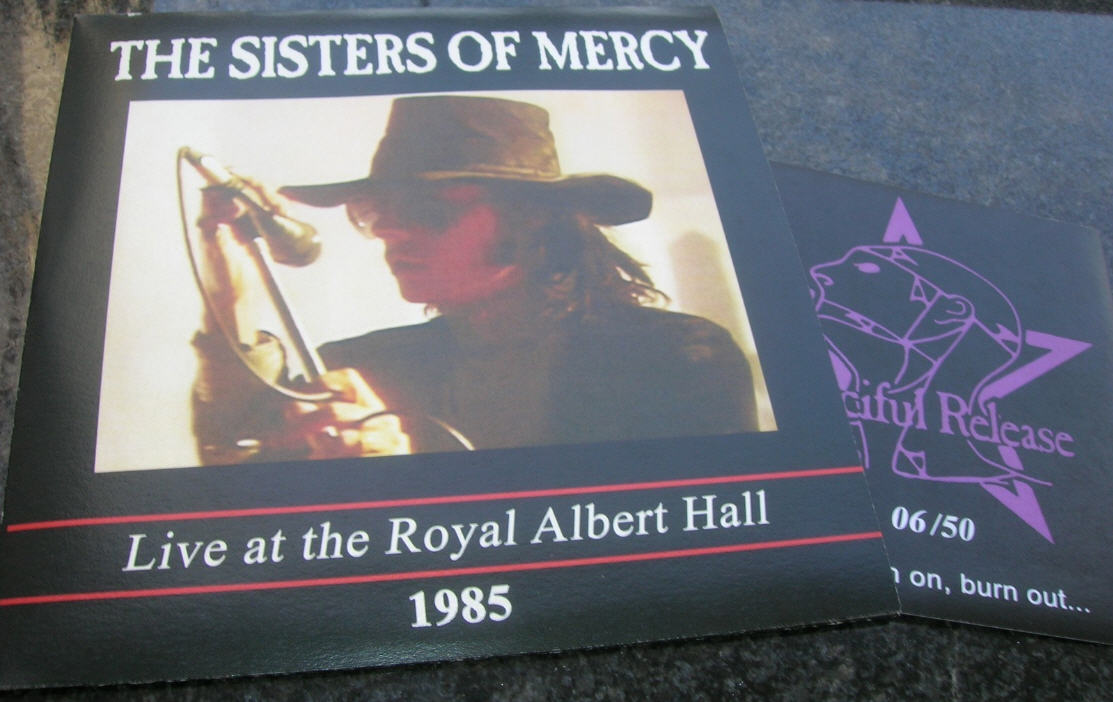 THE SISTERS OF MERCY
Live at the Royal Albert Hall
1985
ciful Release
06/50
on, burn out...